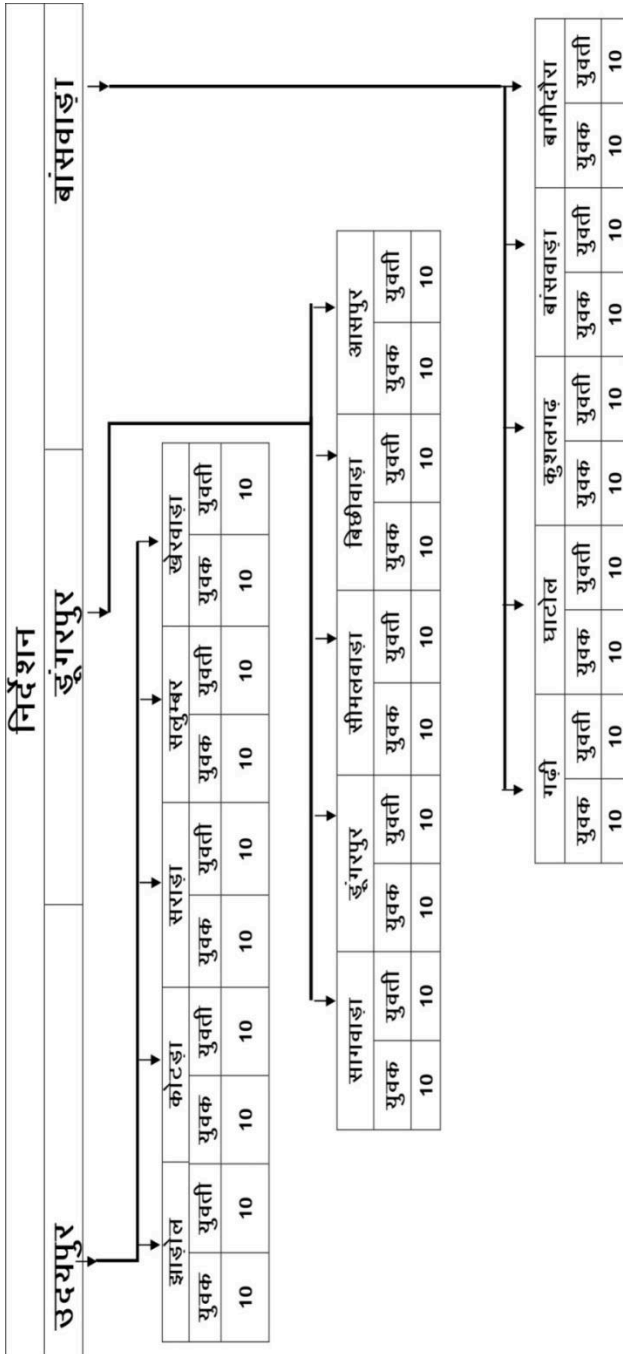 निर्देशन
उदयपुर डूंगरपुर बांसवाड़ा
झाड़ोल कोटड़ा सराड़ा सलुम्बर खेरवाड़ा
युवक युवती युवक युवती युवक युवती युवक युवती युवक युवती
10 10 10 10 10 10 10 10 10 10
सागवाड़ा डूंगरपुर सीमलवाड़ा बिछीवाड़ा आसपुर
युवक युवती युवक युवती युवक युवती युवक युवती युवक युवती
10 10 10 10 10 10 10 10 10 10
गढ़ी घाटोल कुशलगढ़ बांसवाड़ा बागीदौरा
युवक युवती युवक युवती युवक युवती युवक युवती युवक युवती
10 10 10 10 10 10 10 10 10 10